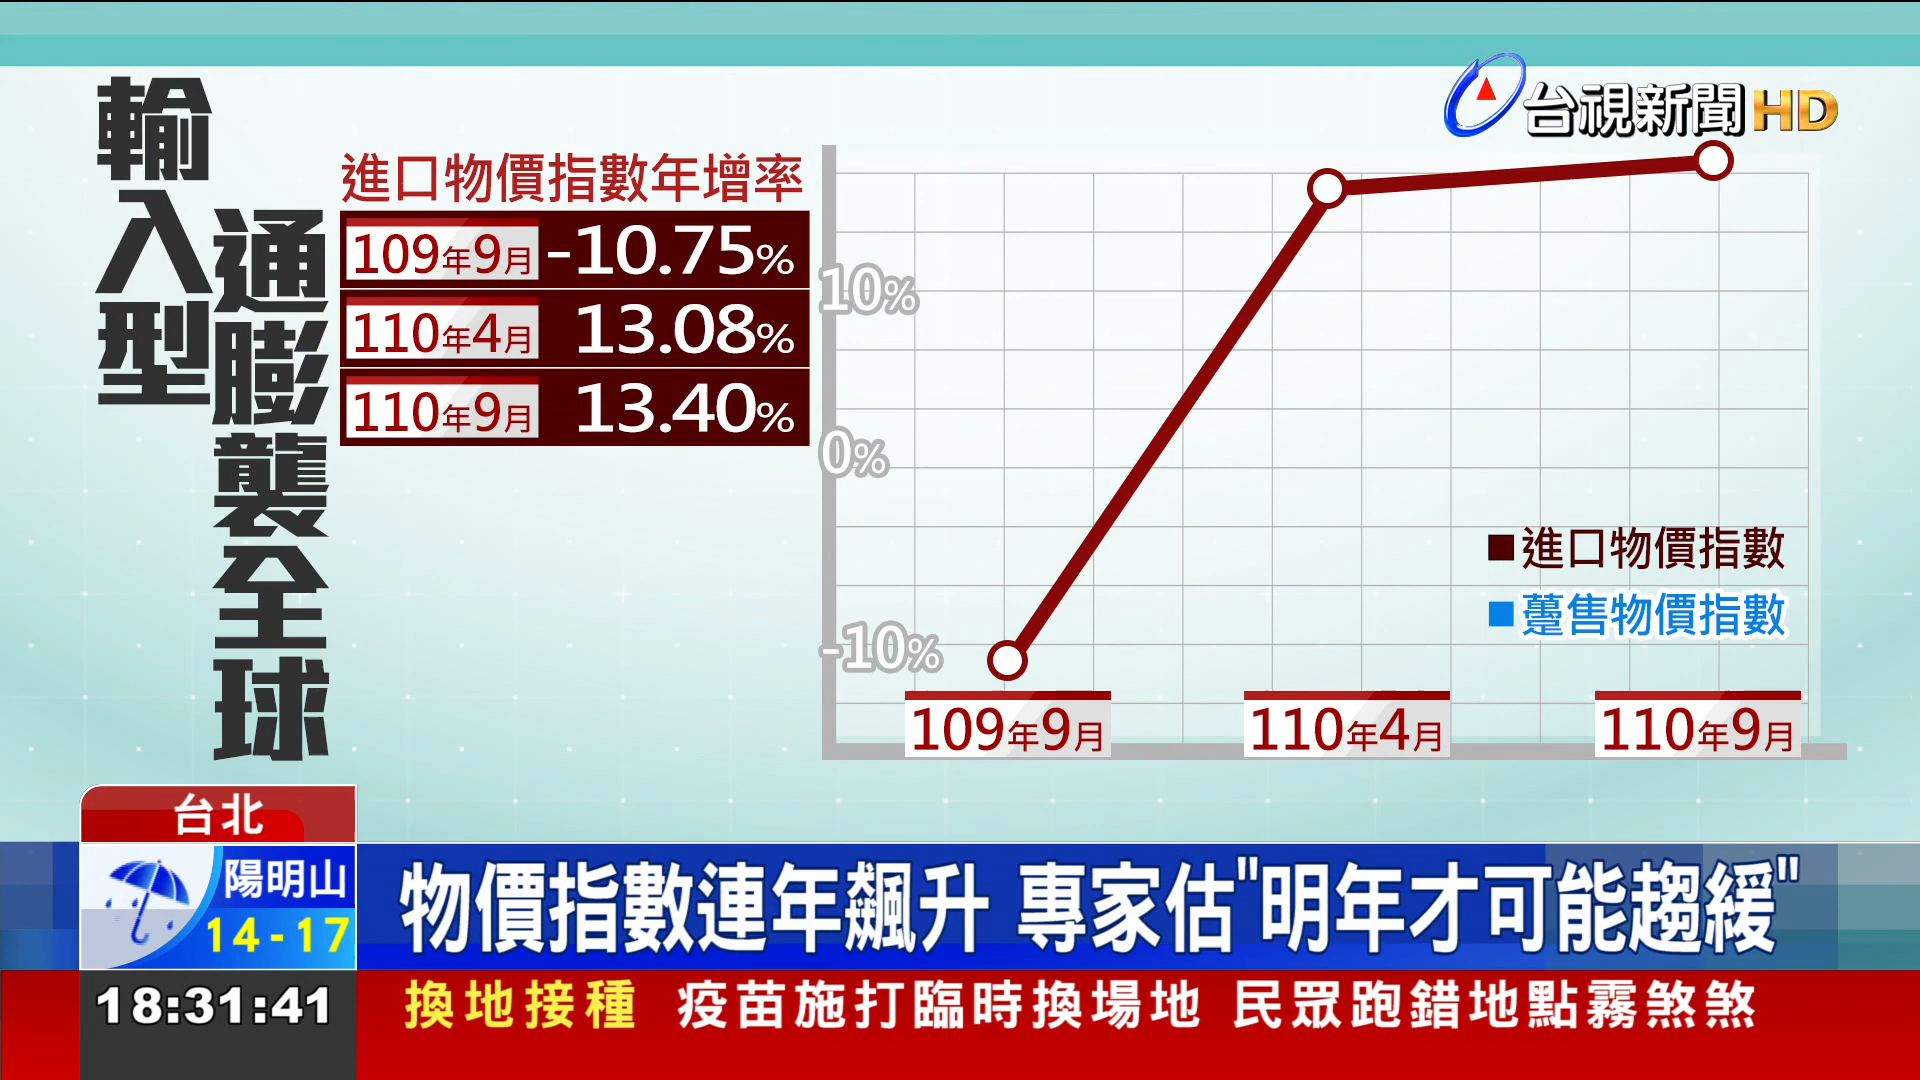 輸入型
通膨襲全球
台視新聞HD
進口物價指數年增率
109年9月 -10.75%
110年4月 13.08%
110年9月 13.40%
10%
0%
-10%
進口物價指數
躉售物價指數
109年9月 110年4月 110年9月
台北
陽明山
14-17
物價指數連年飆升 專家估"明年才可能趨緩"
18:31:41
換地接種 疫苗施打臨時換場地 民眾跑錯地點霧煞煞